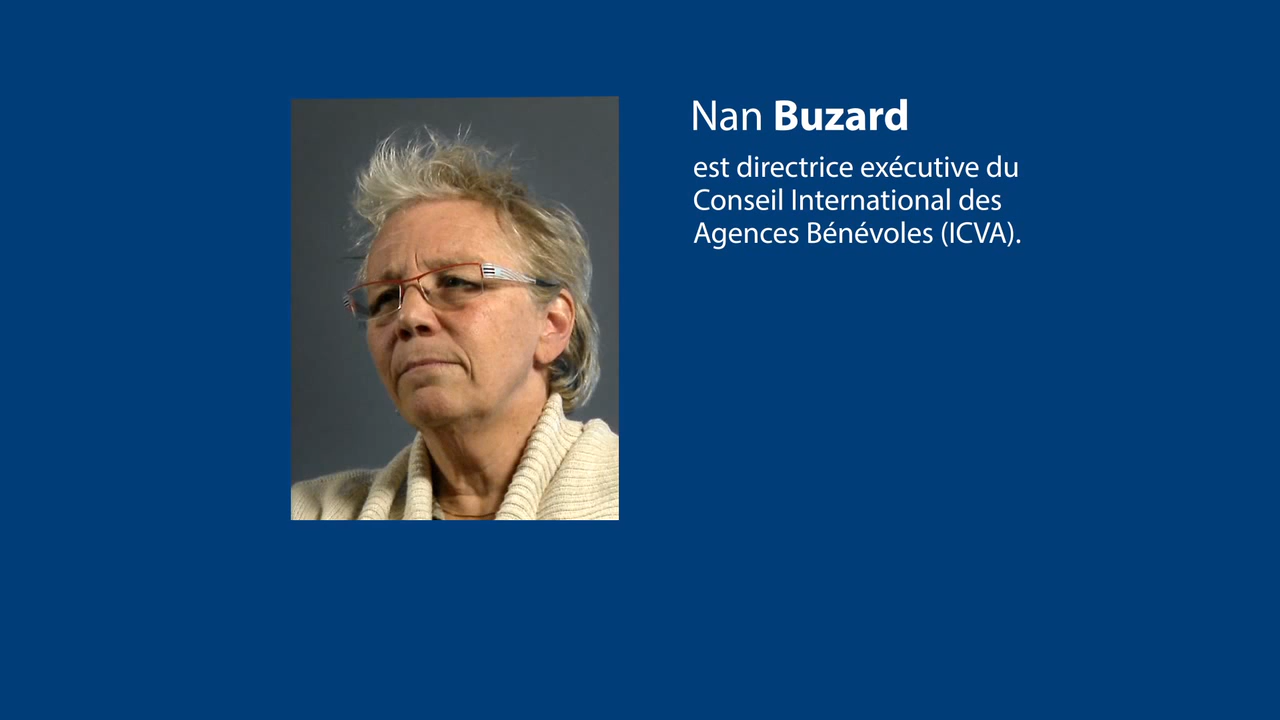 Nan Buzard
est directrice exécutive du
Conseil International des
Agences Bénévoles (ICVA).